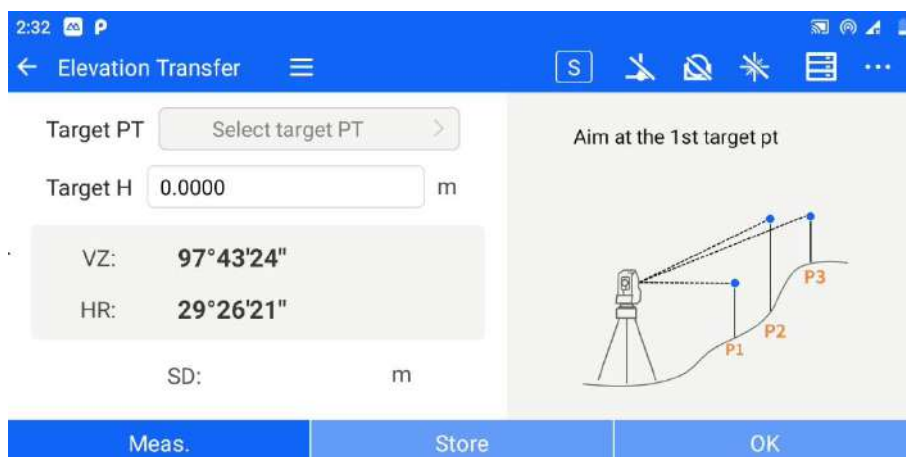 2:32
Elevation Transfer
S
Target PT Select target PT
Target H 0.0000 m
VZ: 97°43'24"
HR: 29°26'21"
SD: m
Meas. Store OK
Aim at the 1st target pt
P1
P2
P3